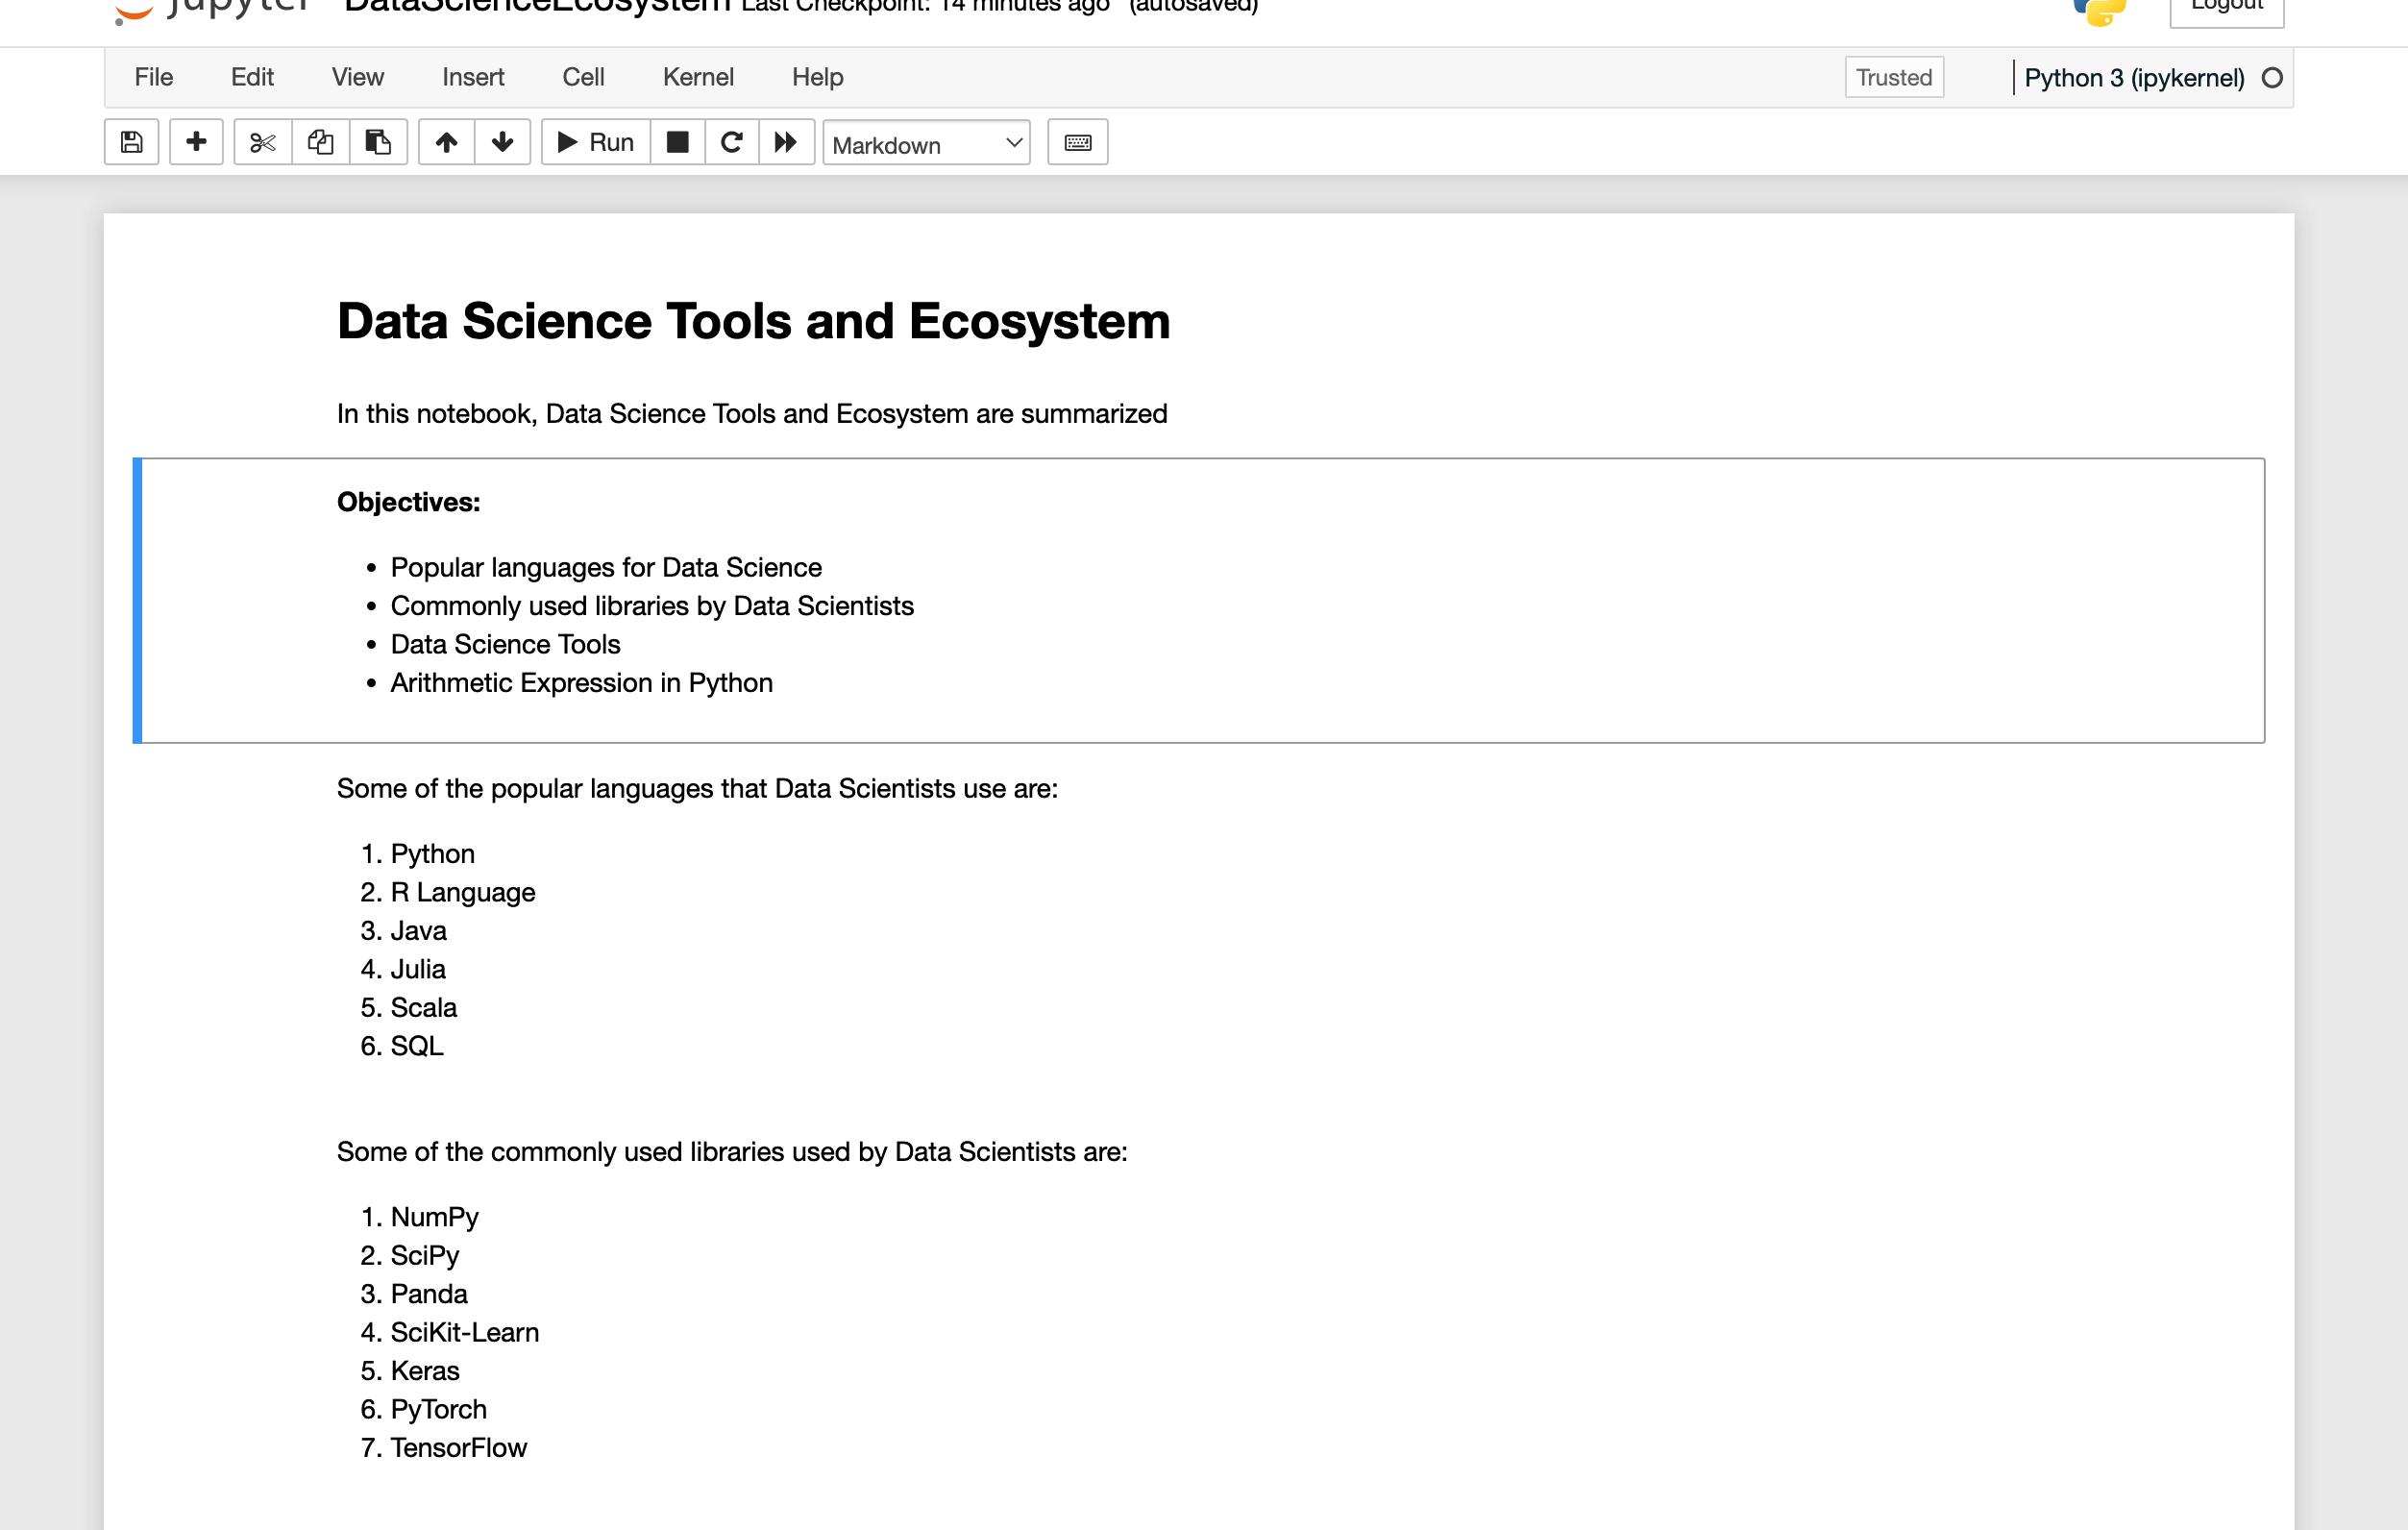 jupyter DataScienceEcosystem Last Checkpoint: 14 minutes ago (autosaved) Logout
File Edit View Insert Cell Kernel Help Trusted Python 3 (ipykernel)
Run Markdown
Data Science Tools and Ecosystem
In this notebook, Data Science Tools and Ecosystem are summarized
Objectives:
• Popular languages for Data Science
• Commonly used libraries by Data Scientists
• Data Science Tools
• Arithmetic Expression in Python
Some of the popular languages that Data Scientists use are:
1. Python
2. R Language
3. Java
4. Julia
5. Scala
6. SQL
Some of the commonly used libraries used by Data Scientists are:
1. NumPy
2. SciPy
3. Panda
4. SciKit-Learn
5. Keras
6. PyTorch
7. TensorFlow